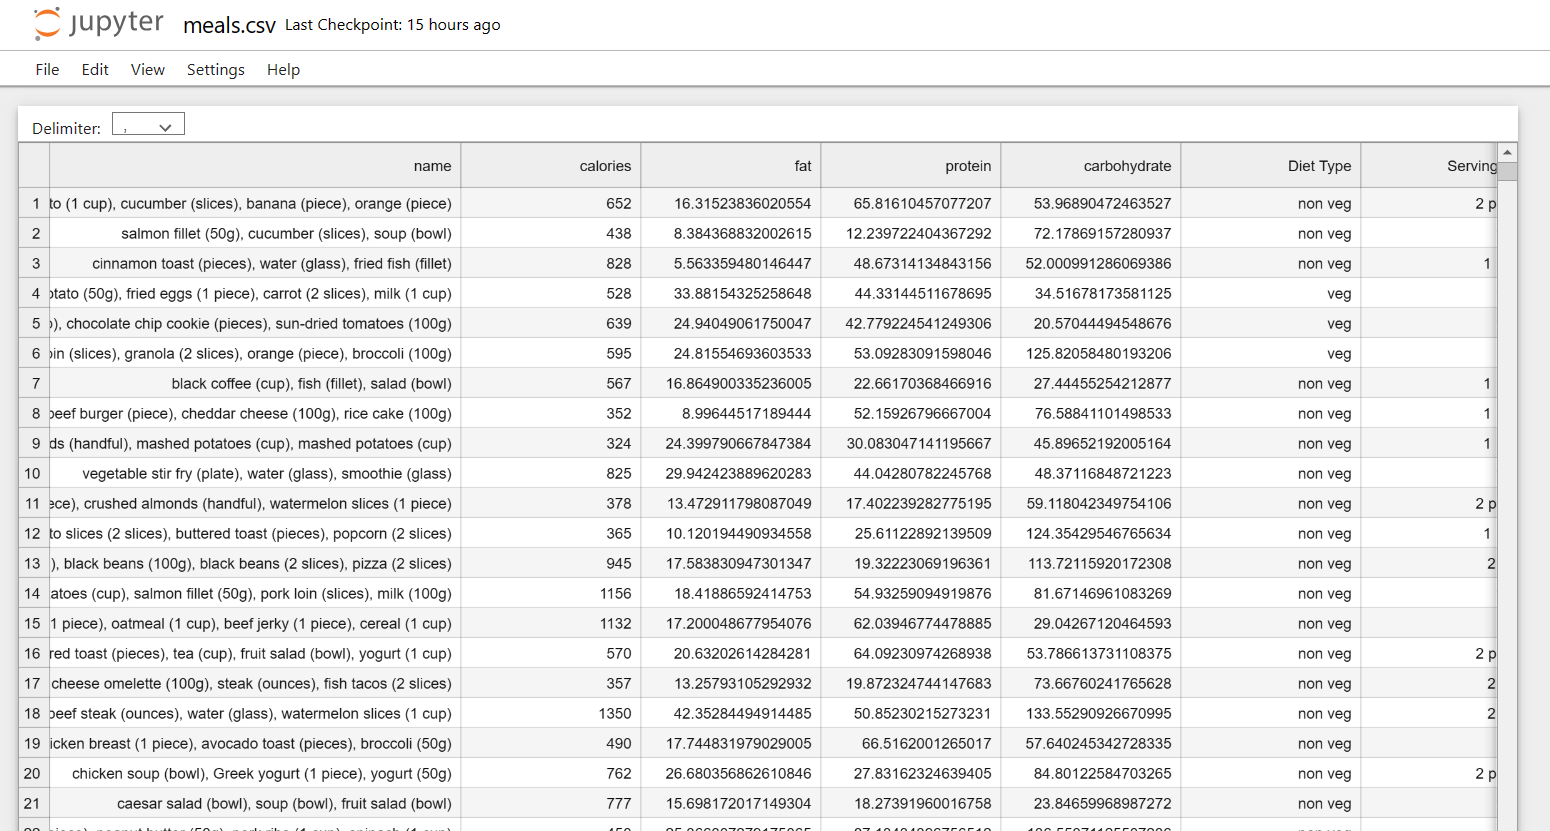 jupyter meals.csv Last Checkpoint: 15 hours ago
File Edit View Settings Help
Delimiter: ,
name calories fat protein carbohydrate Diet Type Serving
1 to (1 cup), cucumber (slices), banana (piece), orange (piece) 652 16.31523836020554 65.81610457077207 53.96890472463527 non veg 2 p
2 salmon fillet (50g), cucumber (slices), soup (bowl) 438 8.384368832002615 12.239722404367292 72.17869157280937 non veg
3 cinnamon toast (pieces), water (glass), fried fish (fillet) 828 5.563359480146447 48.67314134843156 52.000991286069386 non veg 1
4 otato (50g), fried eggs (1 piece), carrot (2 slices), milk (1 cup) 528 33.88154325258648 44.33144511678695 34.51678173581125 veg
5 ), chocolate chip cookie (pieces), sun-dried tomatoes (100g) 639 24.94049061750047 42.779224541249306 20.57044494548676 veg
6 oin (slices), granola (2 slices), orange (piece), broccoli (100g) 595 24.81554693603533 53.09283091598046 125.82058480193206 veg
7 black coffee (cup), fish (fillet), salad (bowl) 567 16.864900335236005 22.66170368466916 27.44455254212877 non veg 1
8 beef burger (piece), cheddar cheese (100g), rice cake (100g) 352 8.99644517189444 52.15926796667004 76.58841101498533 non veg 1
9 ds (handful), mashed potatoes (cup), mashed potatoes (cup) 324 24.399790667847384 30.083047141195667 45.89652192005164 non veg 1
10 vegetable stir fry (plate), water (glass), smoothie (glass) 825 29.942423889620283 44.04280782245768 48.37116848721223 non veg
11 ece), crushed almonds (handful), watermelon slices (1 piece) 378 13.472911798087049 17.402239282775195 59.118042349754106 non veg 2 p
12 to slices (2 slices), buttered toast (pieces), popcorn (2 slices) 365 10.120194490934558 25.61122892139509 124.35429546765634 non veg 1
13 ), black beans (100g), black beans (2 slices), pizza (2 slices) 945 17.583830947301347 19.32223069196361 113.72115920172308 non veg 2
14 atoes (cup), salmon fillet (50g), pork loin (slices), milk (100g) 1156 18.41886592414753 54.93259094919876 81.67146961083269 non veg
15 1 piece), oatmeal (1 cup), beef jerky (1 piece), cereal (1 cup) 1132 17.200048677954076 62.03946774478885 29.04267120464593 non veg
16 red toast (pieces), tea (cup), fruit salad (bowl), yogurt (1 cup) 570 20.63202614284281 64.09230974268938 53.786613731108375 non veg 2 p
17 cheese omelette (100g), steak (ounces), fish tacos (2 slices) 357 13.25793105292932 19.872324744147683 73.66760241765628 non veg 2
18 beef steak (ounces), water (glass), watermelon slices (1 cup) 1350 42.35284494914485 50.85230215273231 133.55290926670995 non veg 2
19 icken breast (1 piece), avocado toast (pieces), broccoli (50g) 490 17.744831979029005 66.5162001265017 57.640245342728335 non veg
20 chicken soup (bowl), Greek yogurt (1 piece), yogurt (50g) 762 26.680356862610846 27.83162324639405 84.80122584703265 non veg 2 p
21 caesar salad (bowl), soup (bowl), fruit salad (bowl) 777 15.698172017149304 18.27391960016758 23.84659968987272 non veg